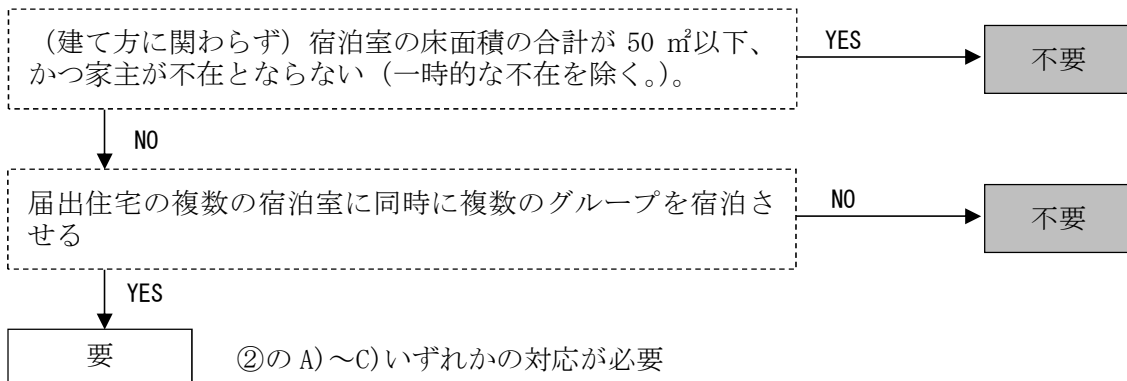 （建て方に関わらず）宿泊室の床面積の合計が 50 ㎡以下、
かつ家主が不在とならない（一時的な不在を除く。）。
YES
不要
NO
届出住宅の複数の宿泊室に同時に複数のグループを宿泊さ
せる
NO
不要
YES
要
②の A)～C)いずれかの対応が必要